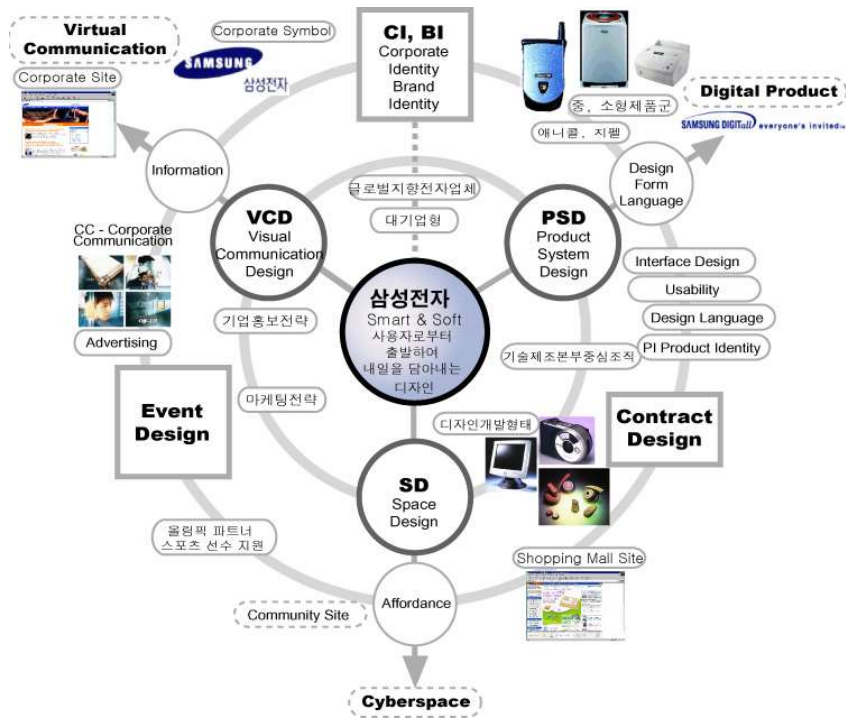 Virtual
Communication
Corporate Symbol
SAMSUNG
삼성전자
Corporate Site
CI, BI
Corporate
Identity
Brand
Identity
중, 소형제품군
애니콜, 지펠
Digital Product
SAMSUNG DIGITall everyone's invited™
Information
Design
Form
Language
글로벌지향전자업체
대기업형
VCD
Visual
Communication
Design
PSD
Product
System
Design
CC - Corporate
Communication
Advertising
Interface Design
Usability
Design Language
PI Product Identity
삼성전자
Smart & Soft
사용자로부터
출발하여
내일을 담아내는
디자인
기업홍보전략
기술제조본부중심조직
마케팅전략
디자인개발형태
Event
Design
Contract
Design
SD
Space
Design
올림픽 파트너
스포츠 선수 지원
Shopping Mall Site
Community Site
Affordance
Cyberspace